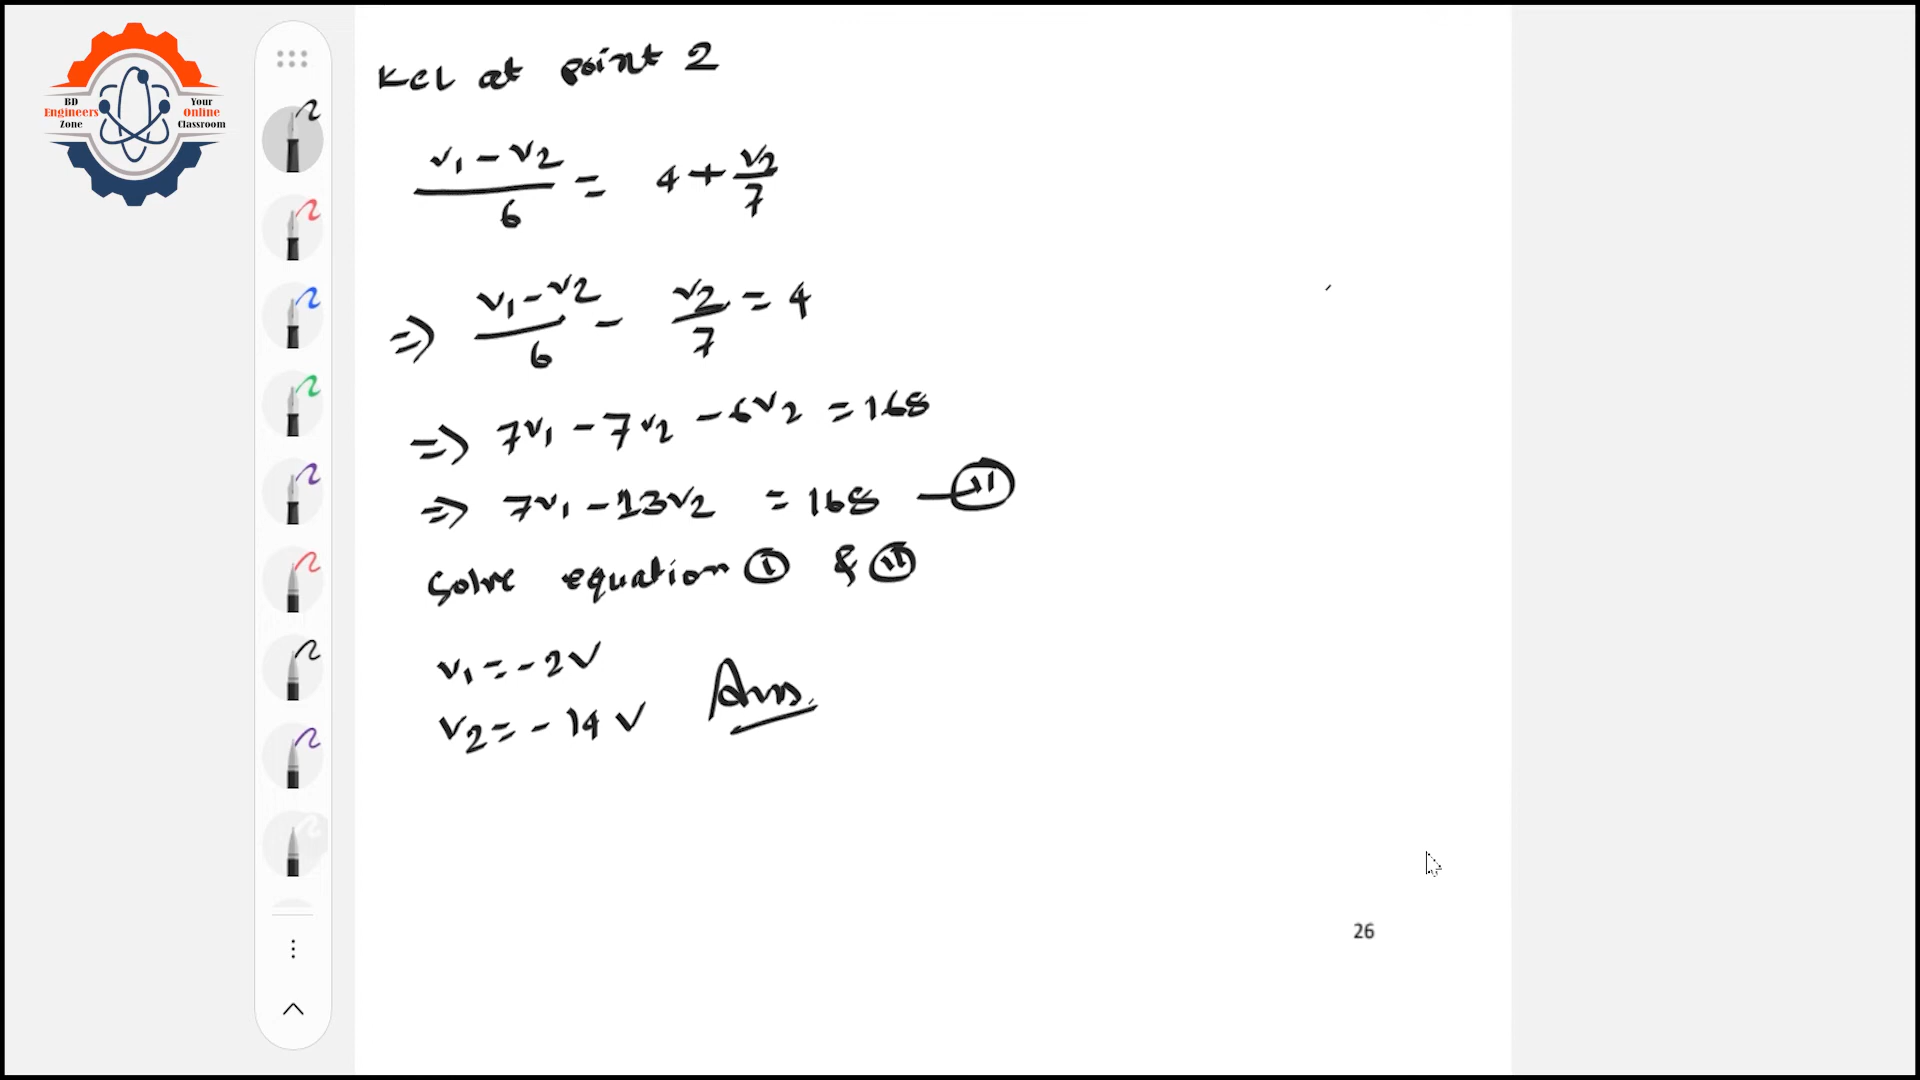 BD
Engineers
Zone
Your
Online
Classroom
KCL at point 2
v₁ - v₂ / 6 = 4 + v₂ / 7
⇒ v₁ - v₂ / 6 - v₂ / 7 = 4
⇒ 7v₁ - 7v₂ - 6v₂ = 168
⇒ 7v₁ - 13v₂ = 168 — ⓘⓘ
Solve equation ⓘ & ⓘⓘ
v₁ = -2V
v₂ = -14 V
Ans.
26